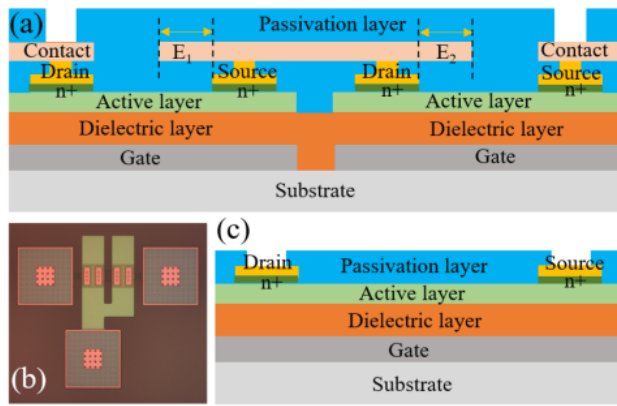 (a)
Passivation layer
Contact E₁ E₂ Contact
Drain Source Drain Source
n+ n+ n+ n+
Active layer Active layer
Dielectric layer Dielectric layer
Gate Gate
Substrate
(b)
(c)
Drain Passivation layer Source
n+ n+
Active layer
Dielectric layer
Gate
Substrate